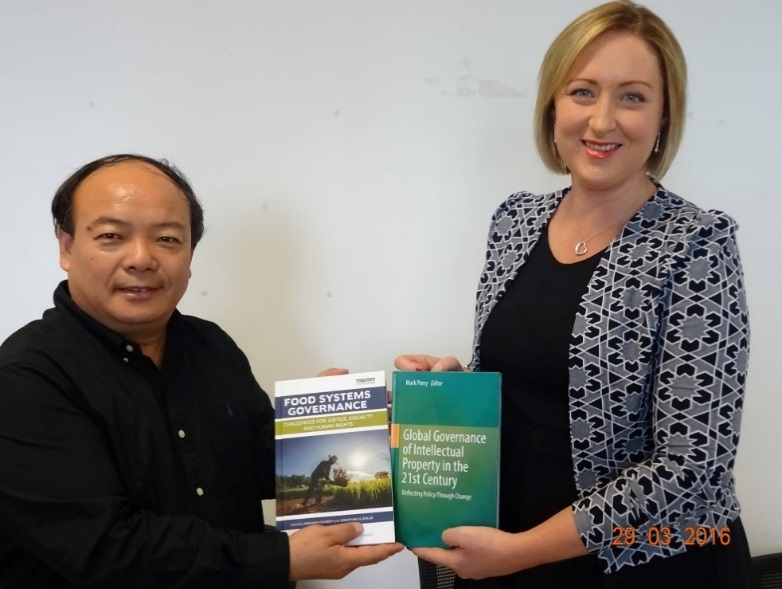 FOOD SYSTEMS
GOVERNANCE
CHALLENGES FOR JUSTICE, EQUALITY
AND HUMAN RIGHTS
Mark Perry Editor
Global Governance
of Intellectual
Property in the
21st Century
Reflecting Policy Through Change
29 03 2016